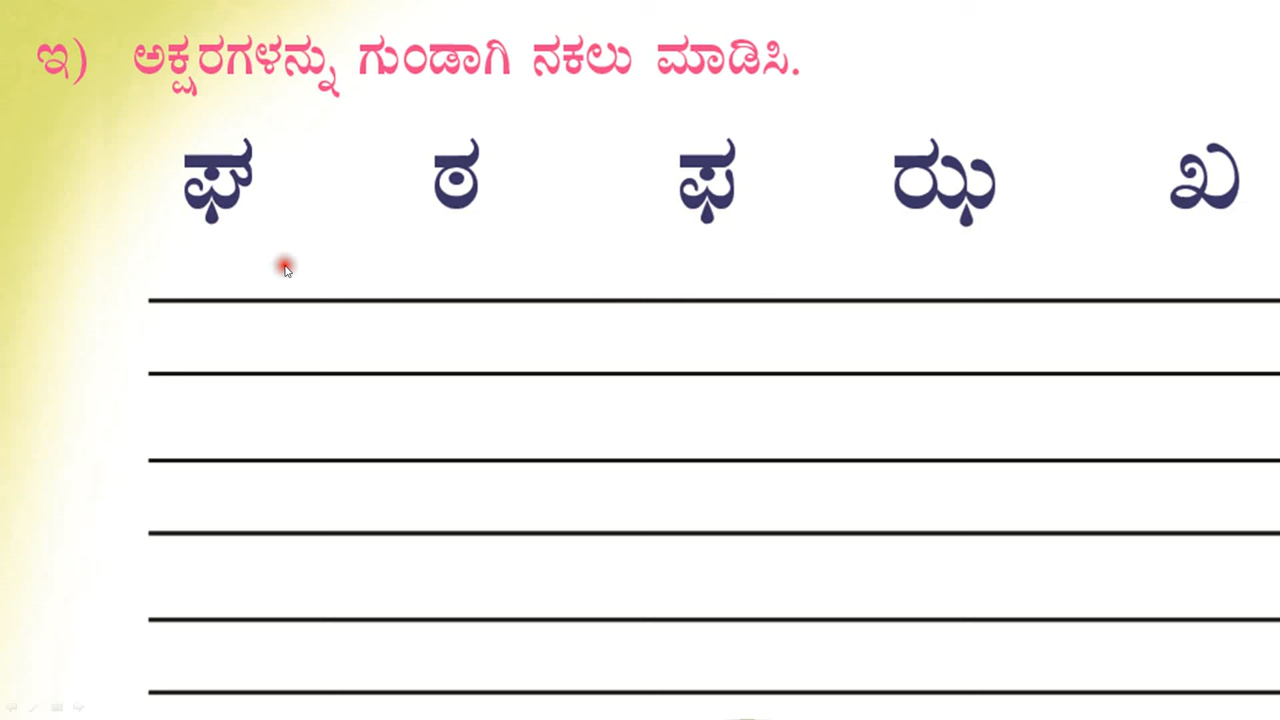 ಇ) ಅಕ್ಷರಗಳನ್ನು ಗುಂಡಾಗಿ ನಕಲು ಮಾಡಿಸಿ.
ಘ ಠ ಫ ಝ ಖ